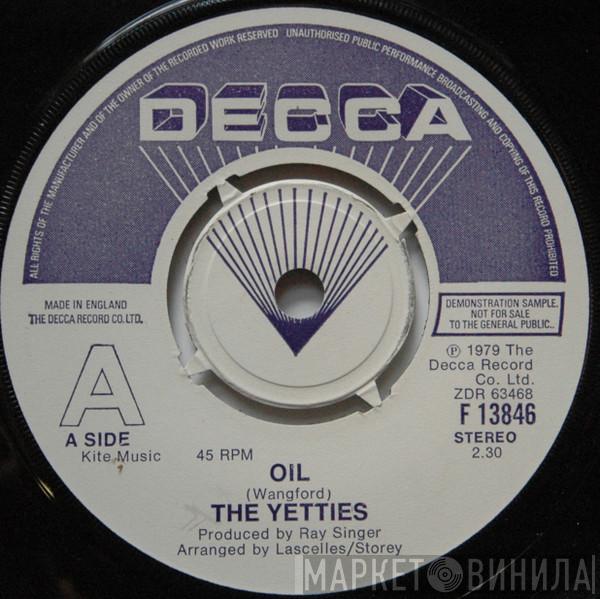 ALL RIGHTS OF THE MANUFACTURER AND OF THE OWNER OF THE RECORDED WORK RESERVED UNAUTHORISED PUBLIC PERFORMANCE BROADCASTING AND COPYING OF THIS RECORD PROHIBITED
DECCA
MADE IN ENGLAND
THE DECCA RECORD CO. LTD.
DEMONSTRATION SAMPLE.
NOT FOR SALE
TO THE GENERAL PUBLIC..
A
A SIDE
Kite Music
45 RPM
℗ 1979 The
Decca Record
Co. Ltd.
ZDR 63468
F 13846
STEREO
2.30
OIL
(Wangford)
THE YETTIES
Produced by Ray Singer
Arranged by Lascelles/Storey
МАРКЕТ ВИНИЛА